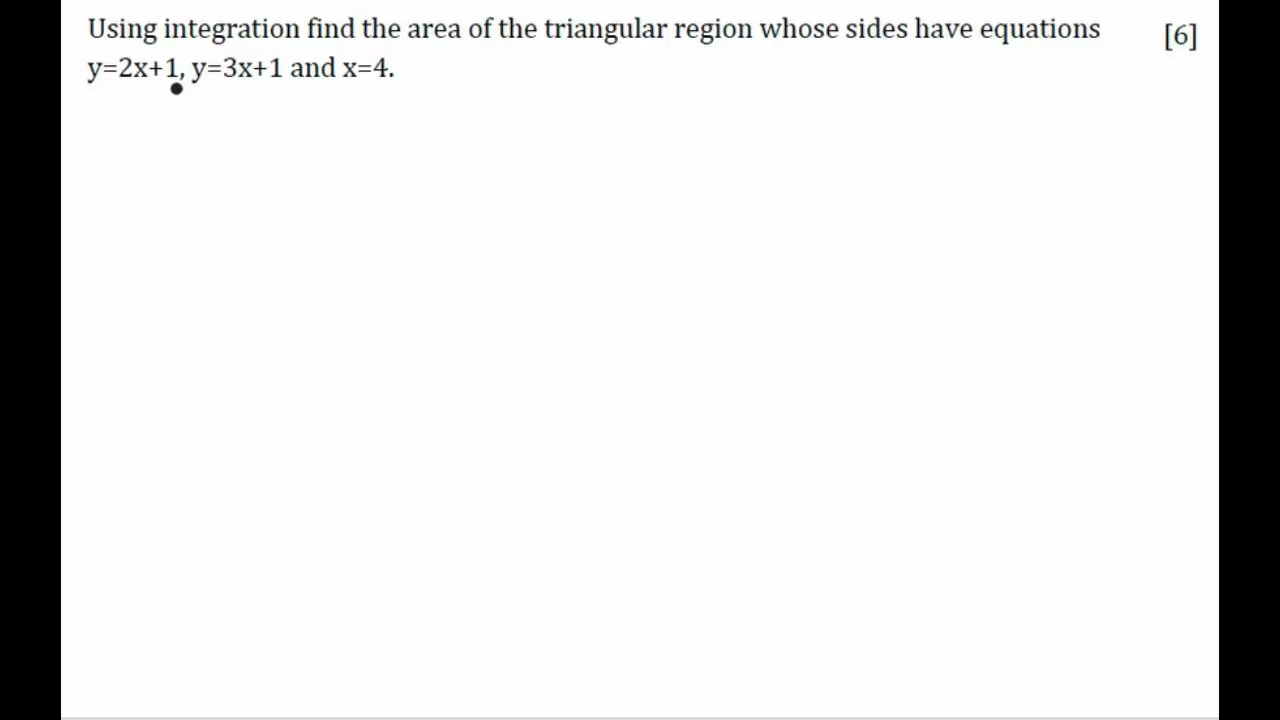 Using integration find the area of the triangular region whose sides have equations [6]
y=2x+1, y=3x+1 and x=4.